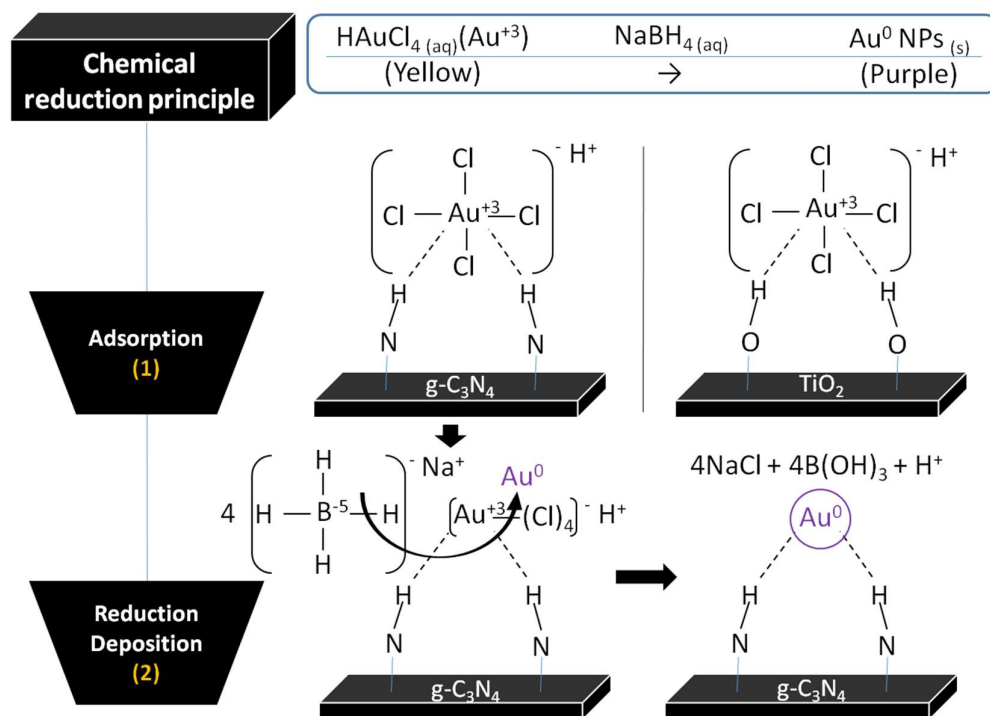 Chemical
reduction principle
HAuCl₄ (aq)(Au⁺³) NaBH₄ (aq) Au⁰ NPs (s)
(Yellow) → (Purple)
Cl
Cl Au⁺³ Cl
Cl
- H⁺
H H
N N
g-C₃N₄
Cl
Cl Au⁺³ Cl
Cl
- H⁺
H H
O O
TiO₂
Adsorption
(1)
4
H
H B⁻⁵ H
H
- Na⁺
Au⁰
[Au⁺³ (Cl)₄]⁻ H⁺
H H
N N
g-C₃N₄
4NaCl + 4B(OH)₃ + H⁺
Au⁰
H H
N N
g-C₃N₄
Reduction
Deposition
(2)